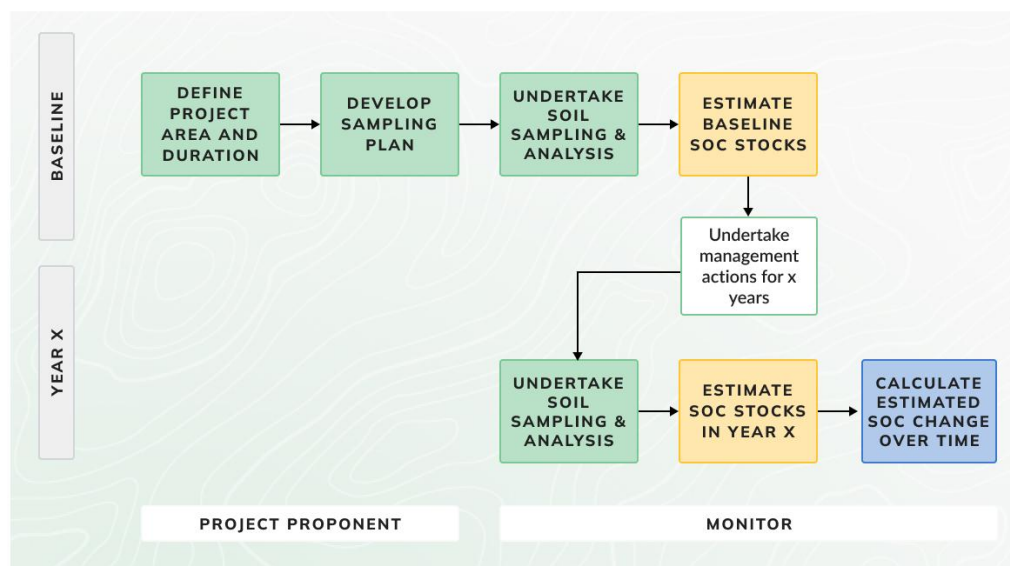 BASELINE
DEFINE
PROJECT
AREA AND
DURATION
DEVELOP
SAMPLING
PLAN
UNDERTAKE
SOIL
SAMPLING &
ANALYSIS
ESTIMATE
BASELINE
SOC STOCKS
Undertake
management
actions for x
years
YEAR X
UNDERTAKE
SOIL
SAMPLING &
ANALYSIS
ESTIMATE
SOC STOCKS
IN YEAR X
CALCULATE
ESTIMATED
SOC CHANGE
OVER TIME
PROJECT PROPONENT
MONITOR